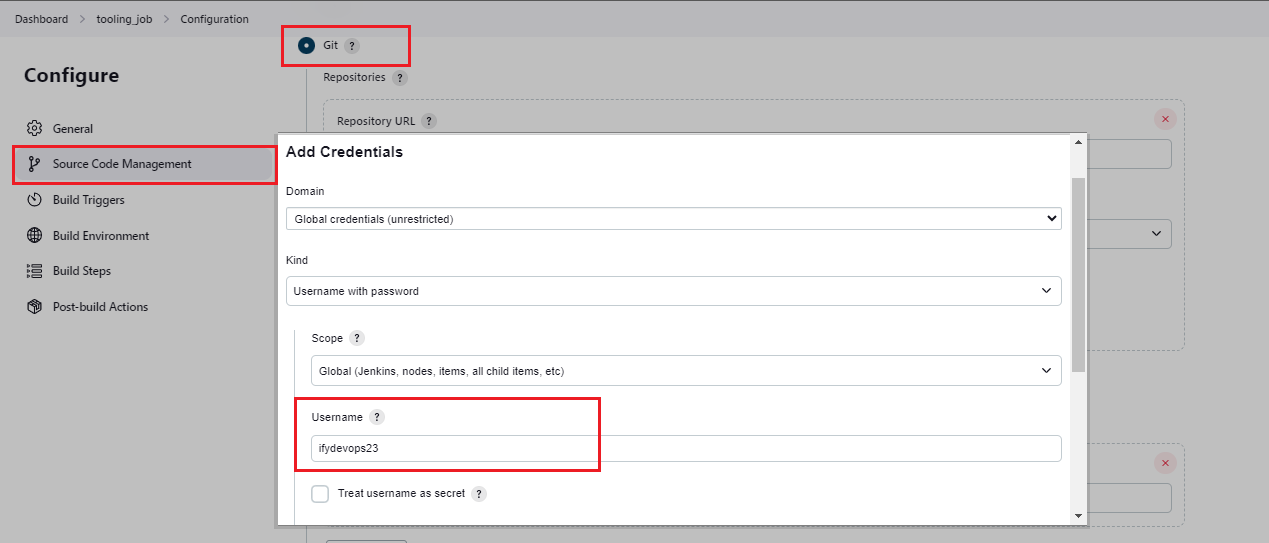 Dashboard > tooling_job > Configuration
Configure
General
Source Code Management
Build Triggers
Build Environment
Build Steps
Post-build Actions
Git ?
Repositories ?
Repository URL ?
Add Credentials
Domain
Global credentials (unrestricted)
Kind
Username with password
Scope ?
Global (Jenkins, nodes, items, all child items, etc)
Username ?
ifydevops23
Treat username as secret ?